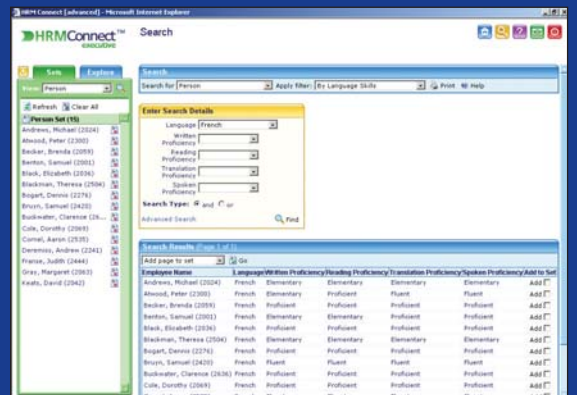 HRM Connect [advanced] - Microsoft Internet Explorer
HRMConnect™
executive
Search
Sets Explore
View: Person
Refresh Clear All
Person Set (15)
Andrews, Michael (2024)
Atwood, Peter (2300)
Becker, Brenda (2059)
Benton, Samuel (2001)
Black, Elizabeth (2036)
Blackman, Theresa (2504)
Bogart, Dennis (2276)
Bruyn, Samuel (2420)
Buckwater, Clarence (26...
Cole, Dorothy (2069)
Cornel, Aaron (2535)
Deremiss, Andrew (2241)
Franse, Judith (2444)
Gray, Margaret (2063)
Keats, David (2042)
Search
Search for Person Apply filter: By Language Skills Print Help
Enter Search Details
Language French
Written
Proficiency
Reading
Proficiency
Translation
Proficiency
Spoken
Proficiency
Search Type: and or
Advanced Search Find
Search Results (Page 1 of 3)
Add page to set Go
Employee Name Language Written Proficiency Reading Proficiency Translation Proficiency Spoken Proficiency Add to Set
Andrews, Michael (2024) French Elementary Elementary Elementary Elementary Add
Atwood, Peter (2300) French Elementary Proficient Fluent Fluent Add
Becker, Brenda (2059) French Proficient Proficient Proficient Proficient Add
Benton, Samuel (2001) French Elementary Elementary Elementary Elementary Add
Black, Elizabeth (2036) French Proficient Proficient Proficient Proficient Add
Blackman, Theresa (2504) French Elementary Elementary Elementary Elementary Add
Bogart, Dennis (2276) French Proficient Proficient Proficient Proficient Add
Bruyn, Samuel (2420) French Fluent Fluent Fluent Fluent Add
Buckwater, Clarence (2636) French Proficient Proficient Proficient Proficient Add
Cole, Dorothy (2069) French Proficient Proficient Proficient Proficient Add